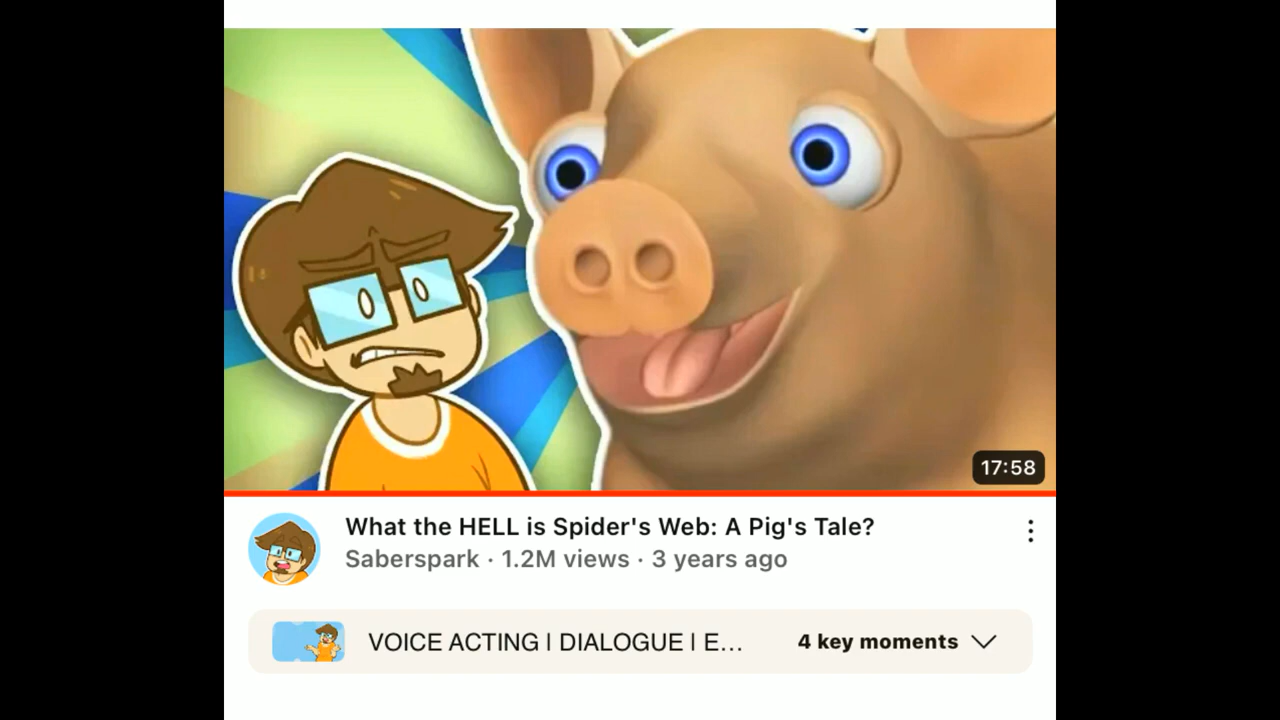 17:58
What the HELL is Spider's Web: A Pig's Tale?
Saberspark · 1.2M views · 3 years ago
VOICE ACTING | DIALOGUE | E... 4 key moments